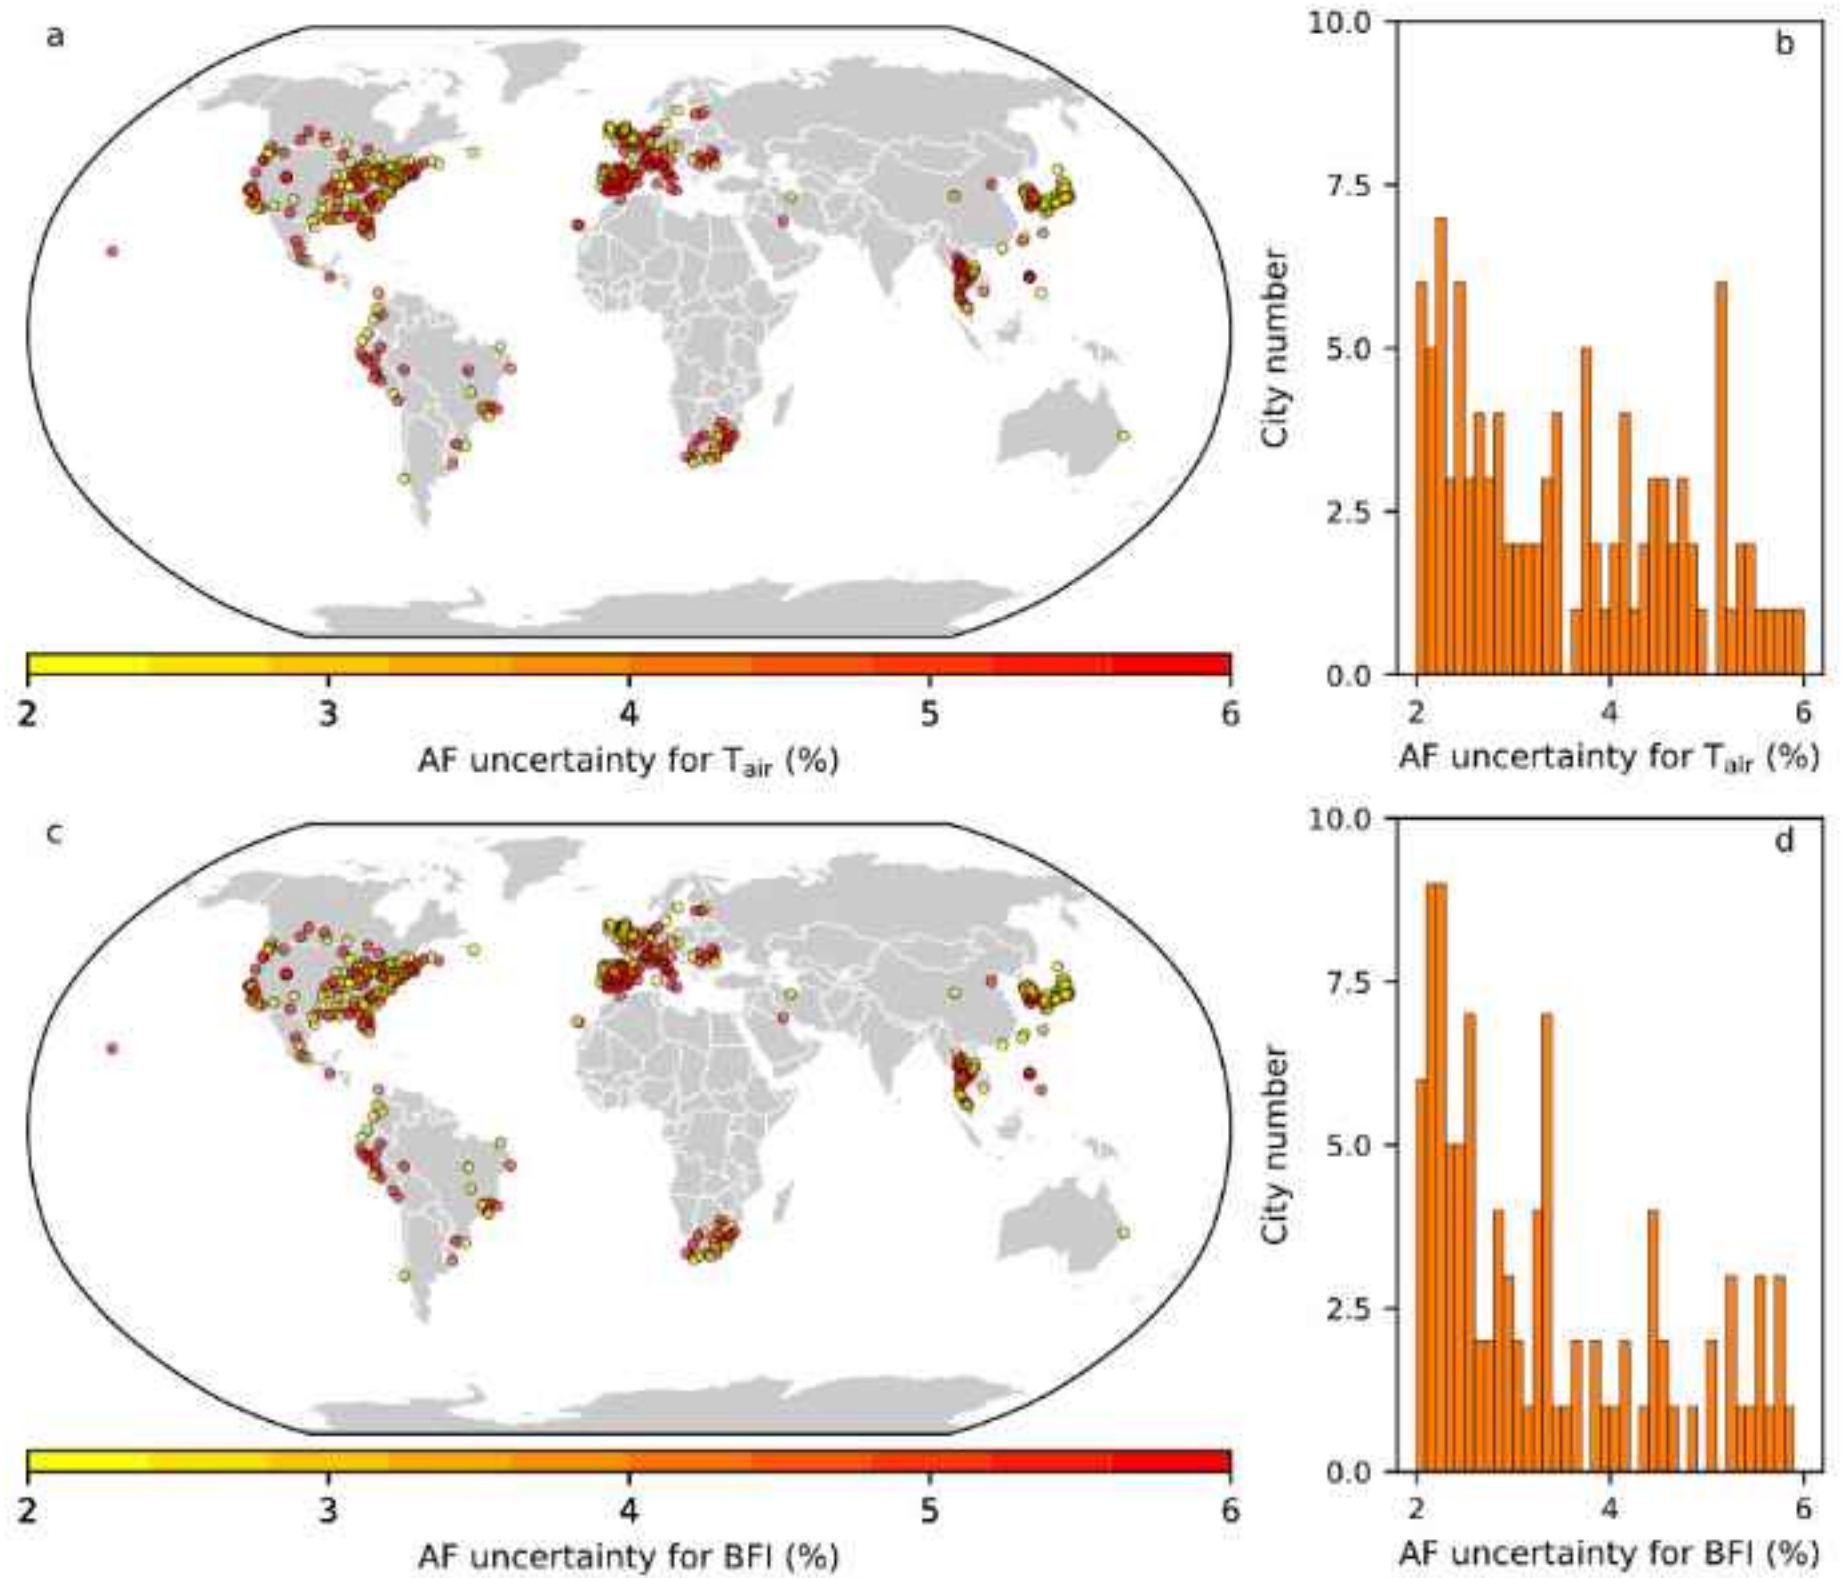 a
2 3 4 5 6
AF uncertainty for Tair (%)
b
10.0
7.5
5.0
2.5
0.0
City number
2 4 6
AF uncertainty for Tair (%)
c
2 3 4 5 6
AF uncertainty for BFI (%)
d
10.0
7.5
5.0
2.5
0.0
City number
2 4 6
AF uncertainty for BFI (%)